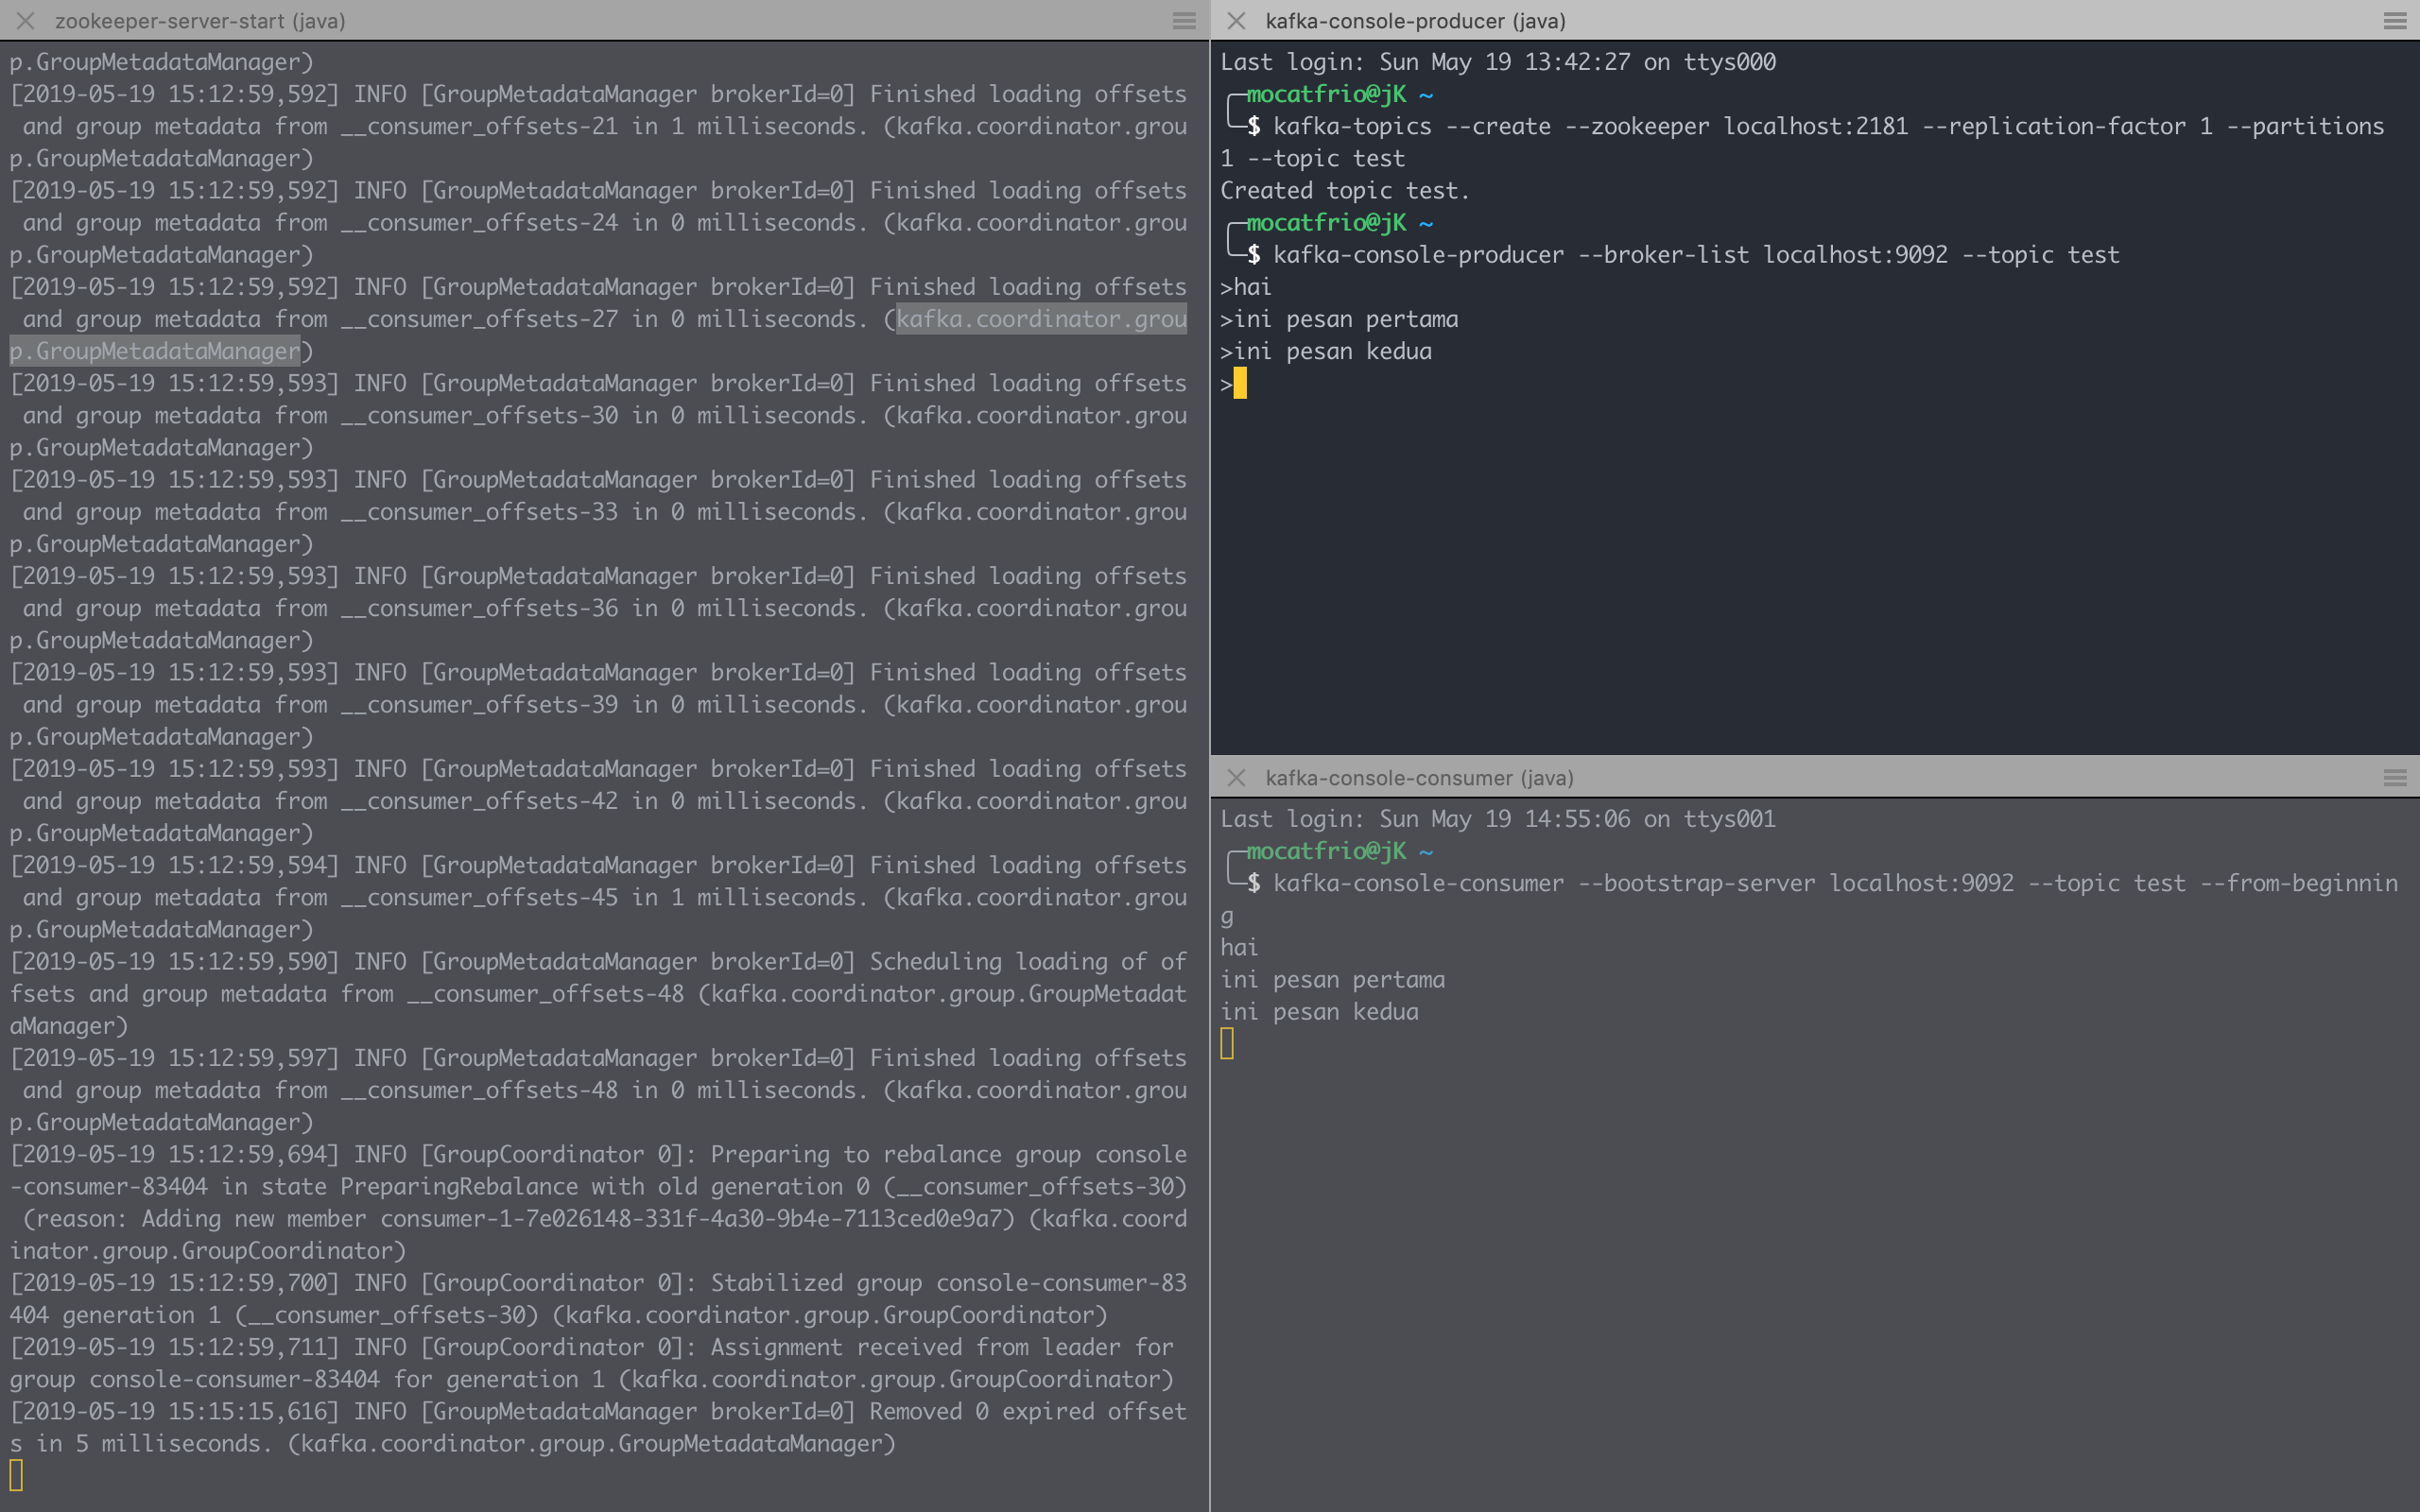 zookeeper-server-start (java)
p.GroupMetadataManager)
[2019-05-19 15:12:59,592] INFO [GroupMetadataManager brokerId=0] Finished loading offsets
 and group metadata from __consumer_offsets-21 in 1 milliseconds. (kafka.coordinator.grou
p.GroupMetadataManager)
[2019-05-19 15:12:59,592] INFO [GroupMetadataManager brokerId=0] Finished loading offsets
 and group metadata from __consumer_offsets-24 in 0 milliseconds. (kafka.coordinator.grou
p.GroupMetadataManager)
[2019-05-19 15:12:59,592] INFO [GroupMetadataManager brokerId=0] Finished loading offsets
 and group metadata from __consumer_offsets-27 in 0 milliseconds. (kafka.coordinator.grou
p.GroupMetadataManager)
[2019-05-19 15:12:59,593] INFO [GroupMetadataManager brokerId=0] Finished loading offsets
 and group metadata from __consumer_offsets-30 in 0 milliseconds. (kafka.coordinator.grou
p.GroupMetadataManager)
[2019-05-19 15:12:59,593] INFO [GroupMetadataManager brokerId=0] Finished loading offsets
 and group metadata from __consumer_offsets-33 in 0 milliseconds. (kafka.coordinator.grou
p.GroupMetadataManager)
[2019-05-19 15:12:59,593] INFO [GroupMetadataManager brokerId=0] Finished loading offsets
 and group metadata from __consumer_offsets-36 in 0 milliseconds. (kafka.coordinator.grou
p.GroupMetadataManager)
[2019-05-19 15:12:59,593] INFO [GroupMetadataManager brokerId=0] Finished loading offsets
 and group metadata from __consumer_offsets-39 in 0 milliseconds. (kafka.coordinator.grou
p.GroupMetadataManager)
[2019-05-19 15:12:59,593] INFO [GroupMetadataManager brokerId=0] Finished loading offsets
 and group metadata from __consumer_offsets-42 in 0 milliseconds. (kafka.coordinator.grou
p.GroupMetadataManager)
[2019-05-19 15:12:59,594] INFO [GroupMetadataManager brokerId=0] Finished loading offsets
 and group metadata from __consumer_offsets-45 in 1 milliseconds. (kafka.coordinator.grou
p.GroupMetadataManager)
[2019-05-19 15:12:59,590] INFO [GroupMetadataManager brokerId=0] Scheduling loading of of
fsets and group metadata from __consumer_offsets-48 (kafka.coordinator.group.GroupMetadat
aManager)
[2019-05-19 15:12:59,597] INFO [GroupMetadataManager brokerId=0] Finished loading offsets
 and group metadata from __consumer_offsets-48 in 0 milliseconds. (kafka.coordinator.grou
p.GroupMetadataManager)
[2019-05-19 15:12:59,694] INFO [GroupCoordinator 0]: Preparing to rebalance group console
-consumer-83404 in state PreparingRebalance with old generation 0 (__consumer_offsets-30)
 (reason: Adding new member consumer-1-7e026148-331f-4a30-9b4e-7113ced0e9a7) (kafka.coord
inator.group.GroupCoordinator)
[2019-05-19 15:12:59,700] INFO [GroupCoordinator 0]: Stabilized group console-consumer-83
404 generation 1 (__consumer_offsets-30) (kafka.coordinator.group.GroupCoordinator)
[2019-05-19 15:12:59,711] INFO [GroupCoordinator 0]: Assignment received from leader for
group console-consumer-83404 for generation 1 (kafka.coordinator.group.GroupCoordinator)
[2019-05-19 15:15:15,616] INFO [GroupMetadataManager brokerId=0] Removed 0 expired offset
s in 5 milliseconds. (kafka.coordinator.group.GroupMetadataManager)
kafka-console-producer (java)
Last login: Sun May 19 13:42:27 on ttys000
╭─mocatfrio@jK ~
╰─$ kafka-topics --create --zookeeper localhost:2181 --replication-factor 1 --partitions
1 --topic test
Created topic test.
╭─mocatfrio@jK ~
╰─$ kafka-console-producer --broker-list localhost:9092 --topic test
>hai
>ini pesan pertama
>ini pesan kedua
>
kafka-console-consumer (java)
Last login: Sun May 19 14:55:06 on ttys001
╭─mocatfrio@jK ~
╰─$ kafka-console-consumer --bootstrap-server localhost:9092 --topic test --from-beginnin
g
hai
ini pesan pertama
ini pesan kedua